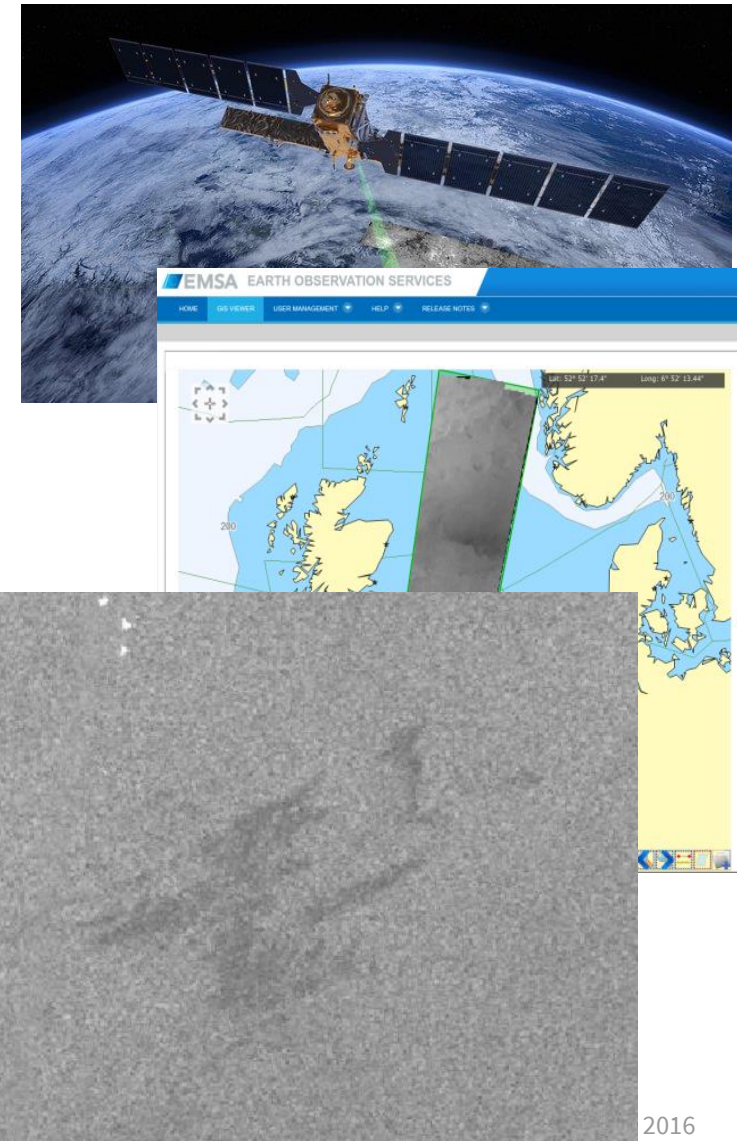 EMSA EARTH OBSERVATION SERVICES
HOME GIS VIEWER USER MANAGEMENT HELP RELEASE NOTES
Lat: 52° 52' 17.4" Long: 6° 52' 13.44"
200
200
2016